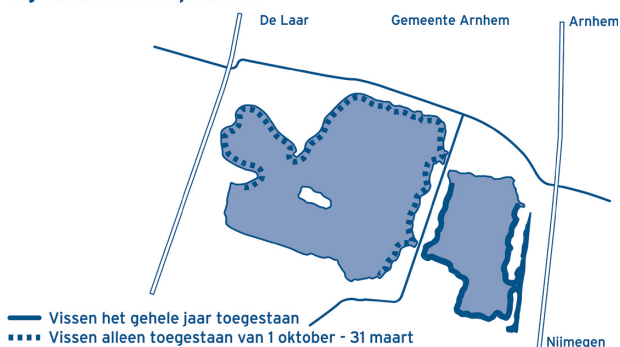 De Laar
Gemeente Arnhem
Arnhem
Vissen het gehele jaar toegestaan
Vissen alleen toegestaan van 1 oktober - 31 maart
Nijmegen